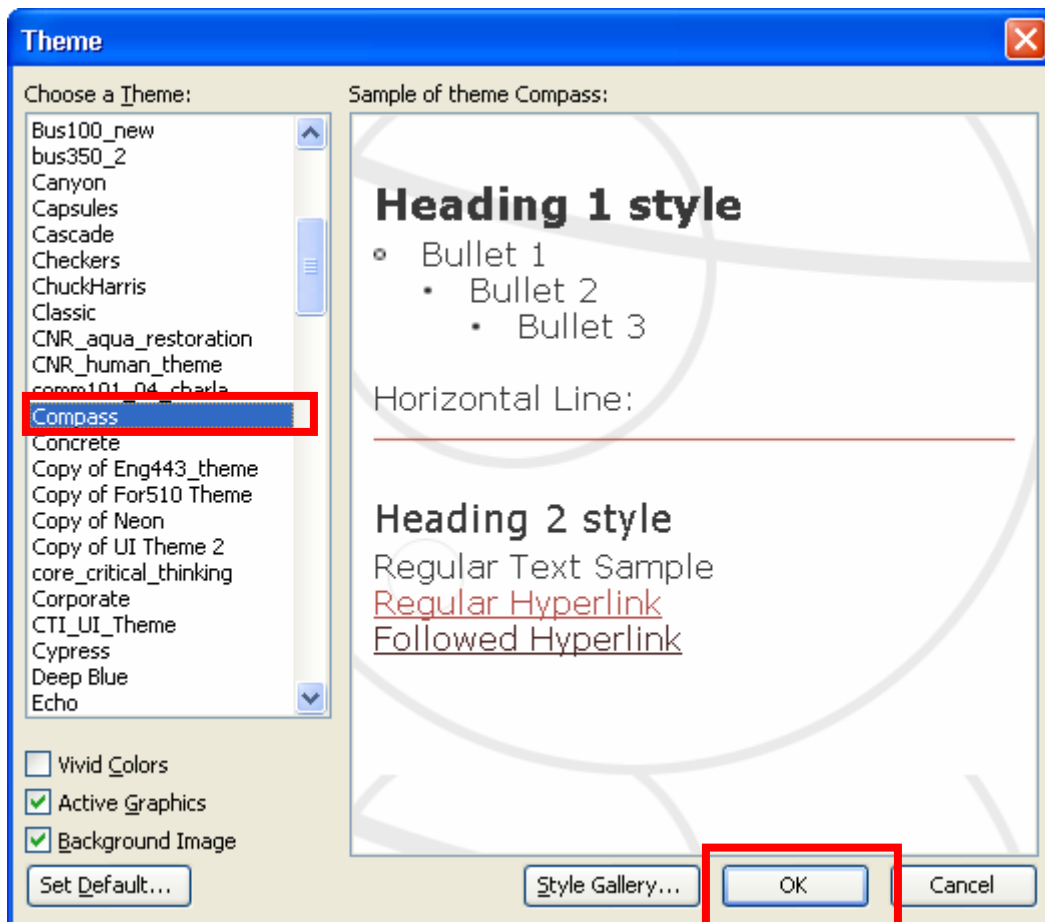 Theme
Choose a Theme:
Bus100_new
bus350_2
Canyon
Capsules
Cascade
Checkers
ChuckHarris
Classic
CNR_aqua_restoration
CNR_human_theme
comm101_04_charla
Compass
Concrete
Copy of Eng443_theme
Copy of For510 Theme
Copy of Neon
Copy of UI Theme 2
core_critical_thinking
Corporate
CTI_UI_Theme
Cypress
Deep Blue
Echo
Vivid Colors
Active Graphics
Background Image
Set Default...
Sample of theme Compass:
Heading 1 style
Bullet 1
Bullet 2
Bullet 3
Horizontal Line:
Heading 2 style
Regular Text Sample
Regular Hyperlink
Followed Hyperlink
Style Gallery...
OK
Cancel